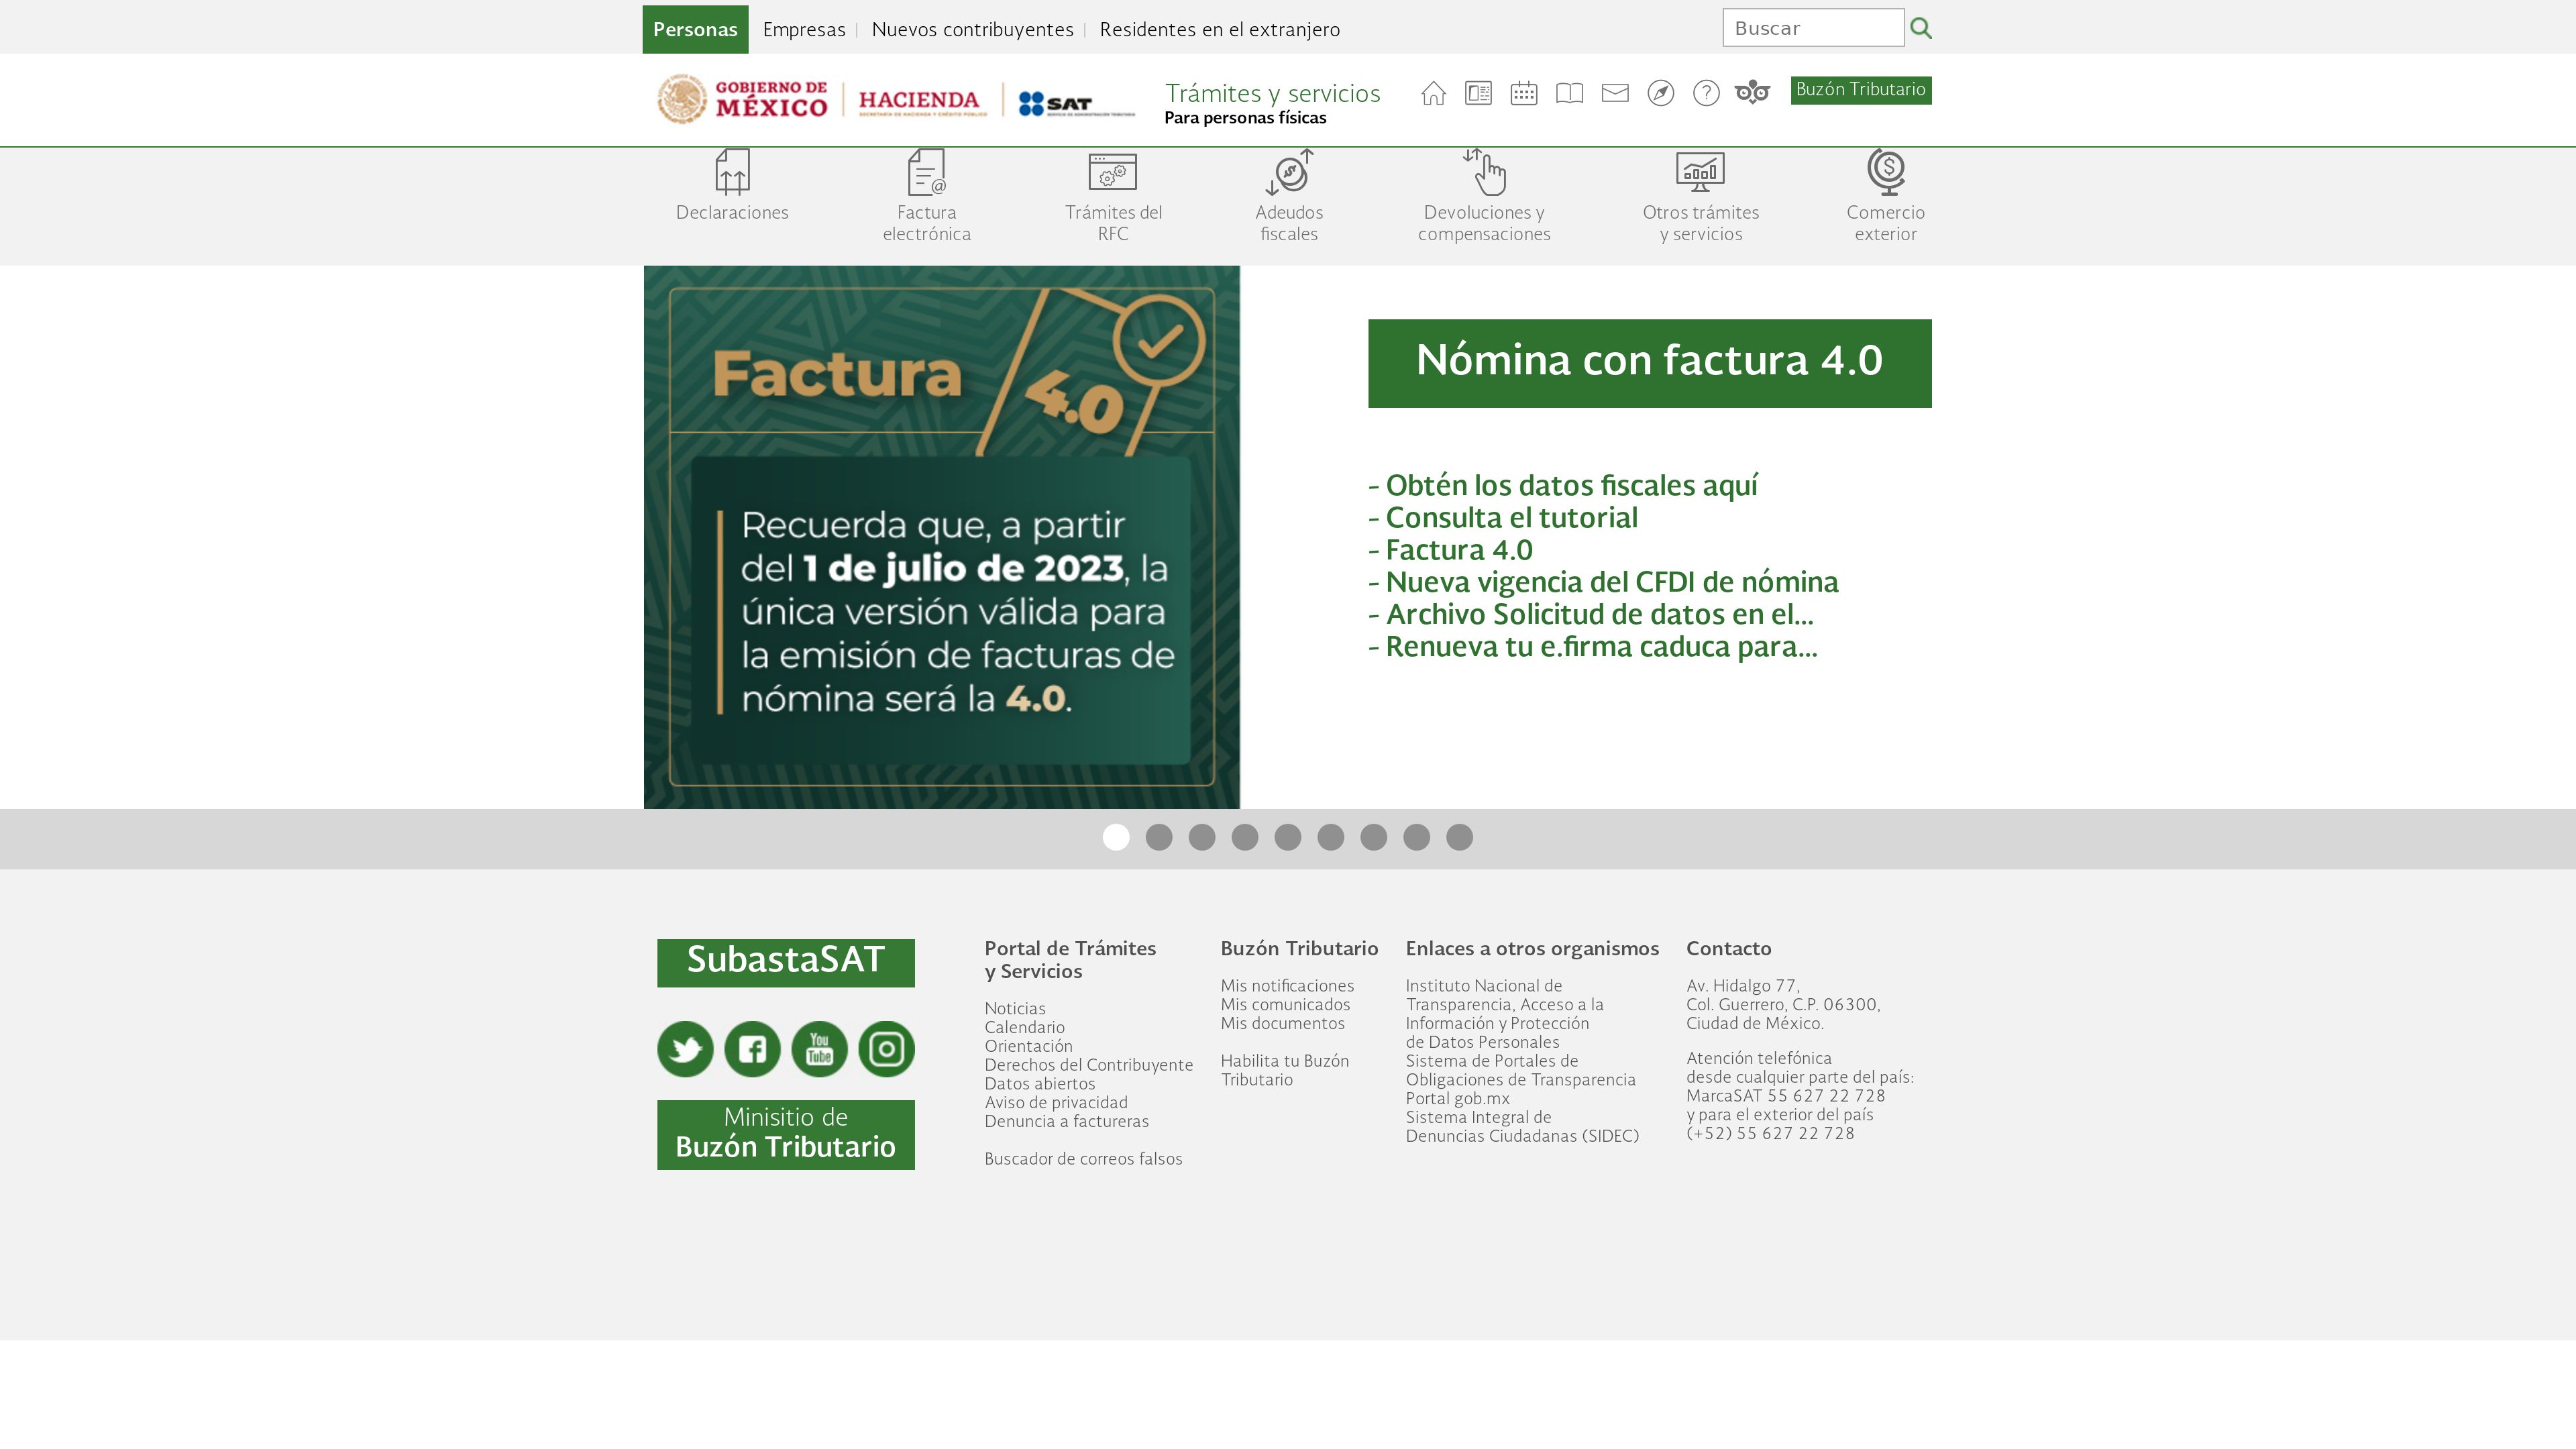 Personas
Empresas
Nuevos contribuyentes
Residentes en el extranjero
Buscar
GOBIERNO DE
MÉXICO
HACIENDA
SECRETARÍA DE HACIENDA Y CRÉDITO PÚBLICO
SAT
SERVICIO DE ADMINISTRACIÓN TRIBUTARIA
Trámites y servicios
Para personas físicas
?
Buzón Tributario
Declaraciones
@
Factura
electrónica
Trámites del
RFC
$
Adeudos
fiscales
Devoluciones y
compensaciones
Otros trámites
y servicios
$
Comercio
exterior
Factura
4.0
Recuerda que, a partir
del 1 de julio de 2023, la
única versión válida para
la emisión de facturas de
nómina será la 4.0.
Nómina con factura 4.0
- Obtén los datos fiscales aquí
- Consulta el tutorial
- Factura 4.0
- Nueva vigencia del CFDI de nómina
- Archivo Solicitud de datos en el...
- Renueva tu e.firma caduca para...
SubastaSAT
You
Tube
Minisitio de
Buzón Tributario
Portal de Trámites
y Servicios
Noticias
Calendario
Orientación
Derechos del Contribuyente
Datos abiertos
Aviso de privacidad
Denuncia a factureras
Buscador de correos falsos
Buzón Tributario
Mis notificaciones
Mis comunicados
Mis documentos
Habilita tu Buzón
Tributario
Enlaces a otros organismos
Instituto Nacional de
Transparencia, Acceso a la
Información y Protección
de Datos Personales
Sistema de Portales de
Obligaciones de Transparencia
Portal gob.mx
Sistema Integral de
Denuncias Ciudadanas (SIDEC)
Contacto
Av. Hidalgo 77,
Col. Guerrero, C.P. 06300,
Ciudad de México.
Atención telefónica
desde cualquier parte del país:
MarcaSAT 55 627 22 728
y para el exterior del país
(+52) 55 627 22 728